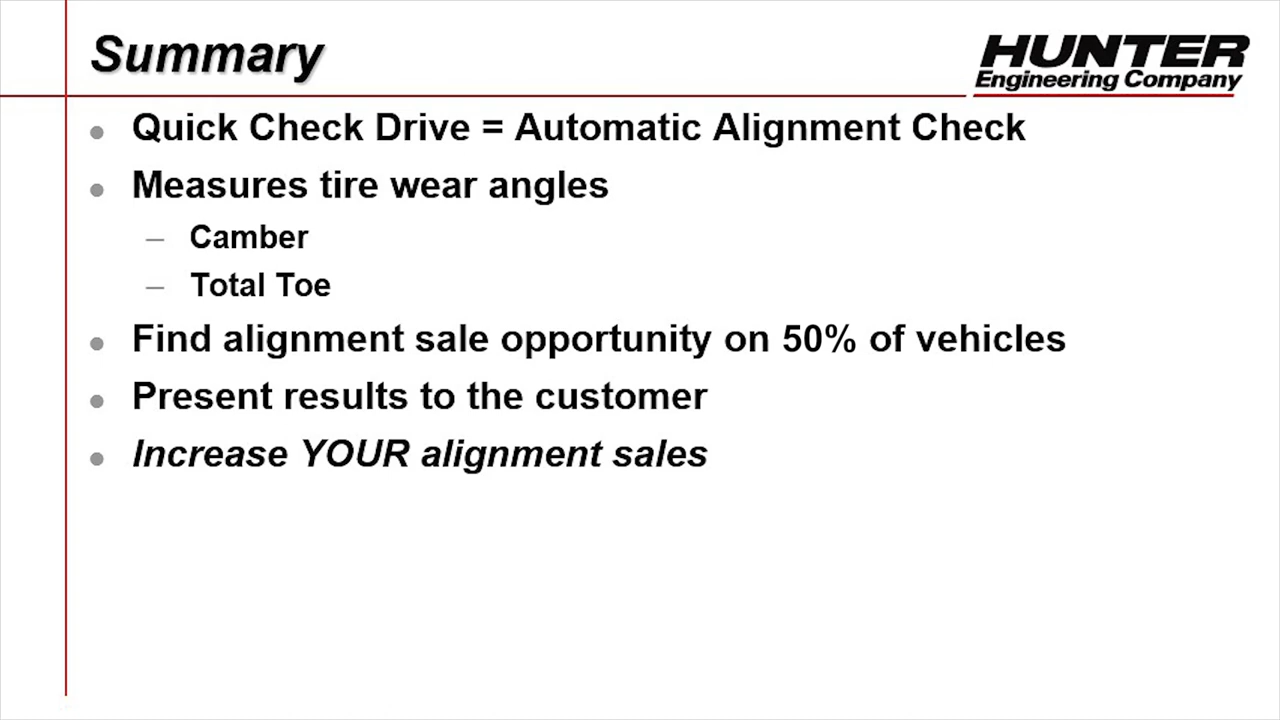 Summary
HUNTER
Engineering Company
Quick Check Drive = Automatic Alignment Check
Measures tire wear angles
– Camber
– Total Toe
Find alignment sale opportunity on 50% of vehicles
Present results to the customer
Increase YOUR alignment sales